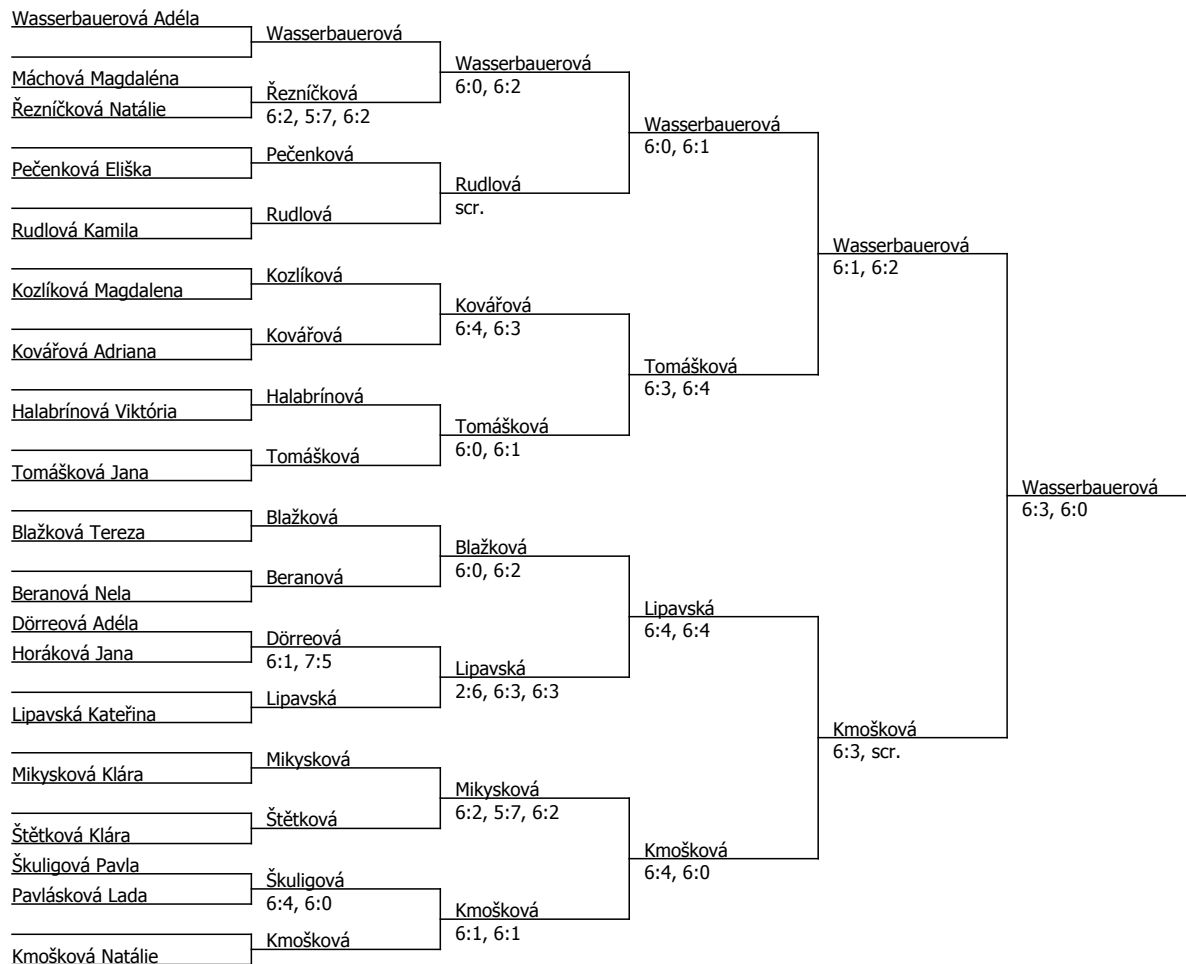 Wasserbauerová Adéla
Máchová Magdaléna
Řezníčková Natálie
Pečenková Eliška
Rudlová Kamila
Kozlíková Magdalena
Kovářová Adriana
Halabrínová Viktória
Tomášková Jana
Blažková Tereza
Beranová Nela
Dörreová Adéla
Horáková Jana
Lipavská Kateřina
Mikysková Klára
Štětková Klára
Škuligová Pavla
Pavlásková Lada
Kmošková Natálie
Wasserbauerová
Řezníčková
6:2, 5:7, 6:2
Pečenková
Rudlová
Kozlíková
Kovářová
Halabrínová
Tomášková
Blažková
Beranová
Dörreová
6:1, 7:5
Lipavská
Mikysková
Štětková
Škuligová
6:4, 6:0
Kmošková
Wasserbauerová
6:0, 6:2
Rudlová
scr.
Kovářová
6:4, 6:3
Tomášková
6:0, 6:1
Blažková
6:0, 6:2
Lipavská
2:6, 6:3, 6:3
Mikysková
6:2, 5:7, 6:2
Kmošková
6:1, 6:1
Wasserbauerová
6:0, 6:1
Tomášková
6:3, 6:4
Lipavská
6:4, 6:4
Kmošková
6:4, 6:0
Wasserbauerová
6:1, 6:2
Kmošková
6:3, scr.
Wasserbauerová
6:3, 6:0